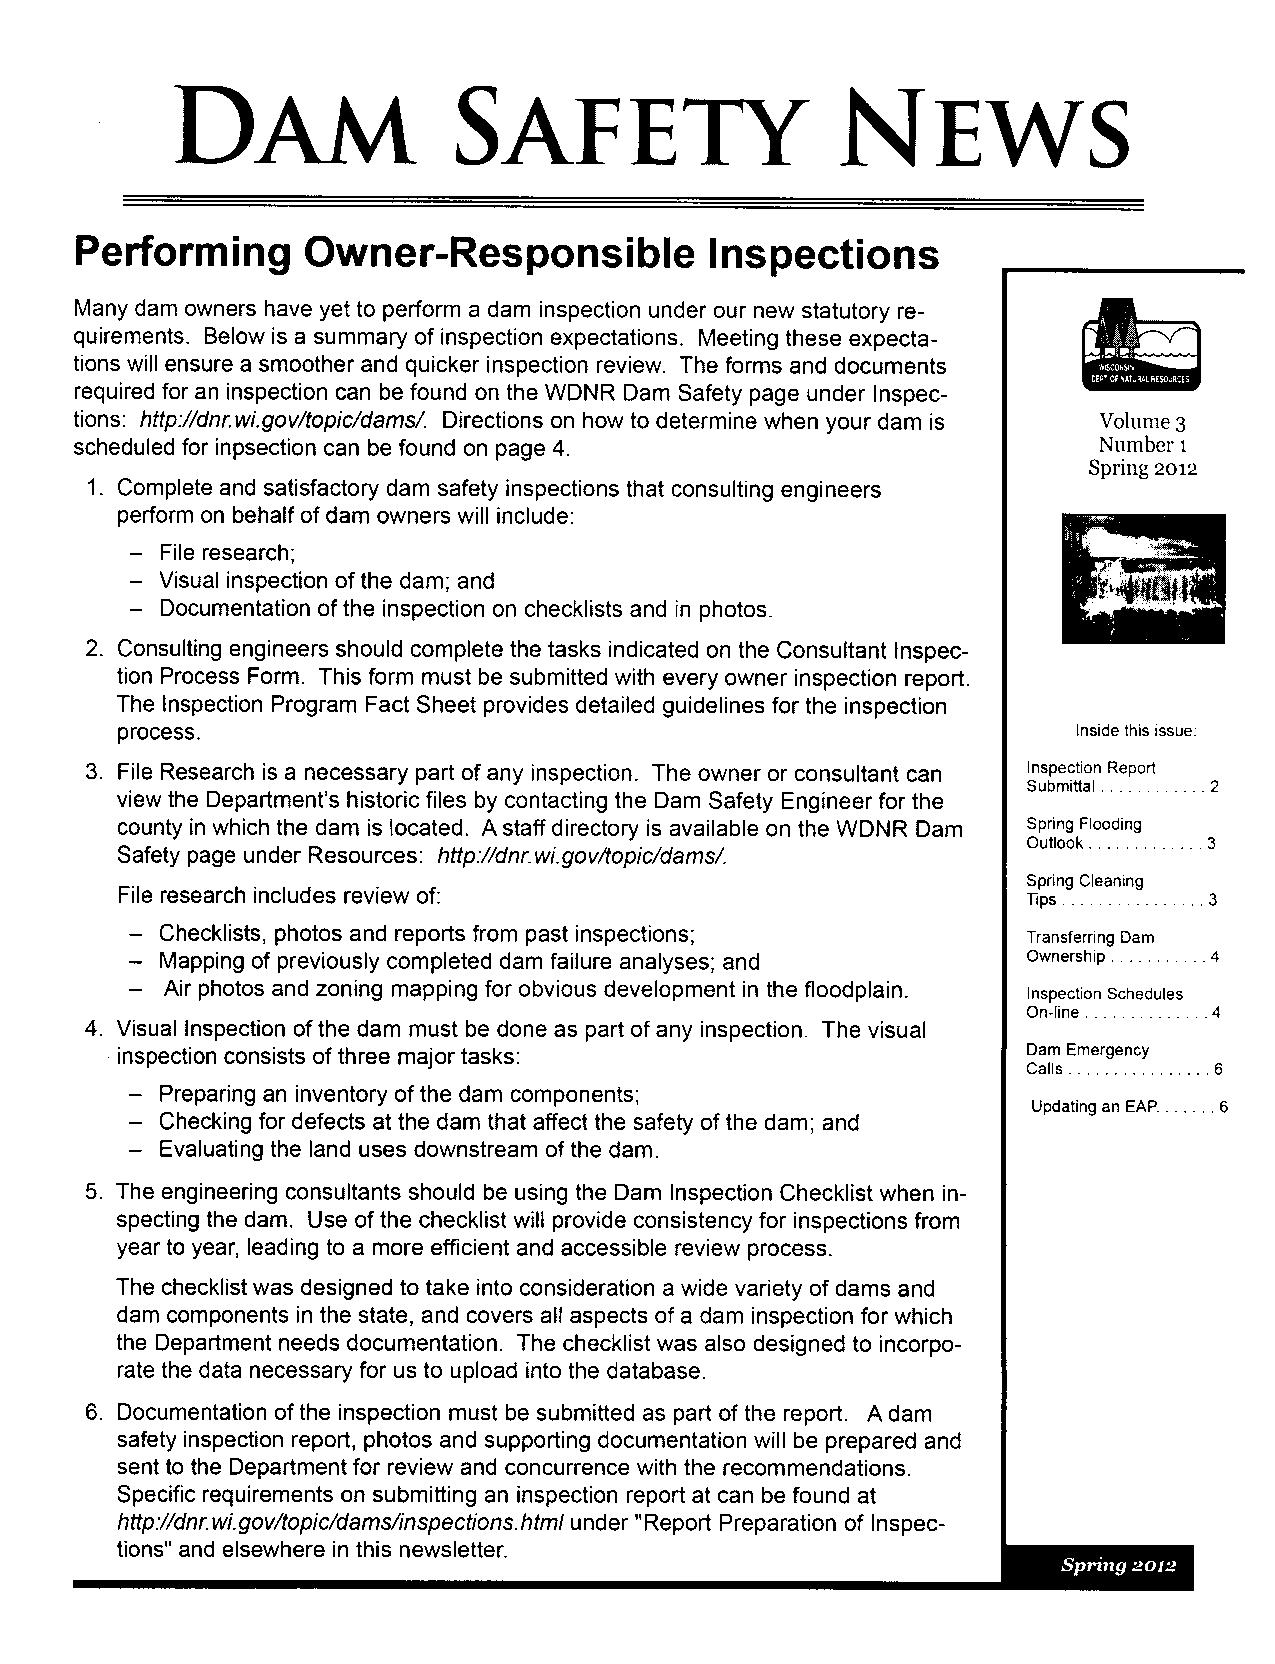 DAM SAFETY NEWS
Performing Owner-Responsible Inspections
Many dam owners have yet to perform a dam inspection under our new statutory re-
quirements. Below is a summary of inspection expectations. Meeting these expecta-
tions will ensure a smoother and quicker inspection review. The forms and documents
required for an inspection can be found on the WDNR Dam Safety page under Inspec-
tions: http://dnr.wi.gov/topic/dams/. Directions on how to determine when your dam is
scheduled for inpsection can be found on page 4.
1. Complete and satisfactory dam safety inspections that consulting engineers
perform on behalf of dam owners will include:
– File research;
– Visual inspection of the dam; and
– Documentation of the inspection on checklists and in photos.
2. Consulting engineers should complete the tasks indicated on the Consultant Inspec-
tion Process Form. This form must be submitted with every owner inspection report.
The Inspection Program Fact Sheet provides detailed guidelines for the inspection
process.
3. File Research is a necessary part of any inspection. The owner or consultant can
view the Department's historic files by contacting the Dam Safety Engineer for the
county in which the dam is located. A staff directory is available on the WDNR Dam
Safety page under Resources: http://dnr.wi.gov/topic/dams/.
File research includes review of:
– Checklists, photos and reports from past inspections;
– Mapping of previously completed dam failure analyses; and
– Air photos and zoning mapping for obvious development in the floodplain.
4. Visual Inspection of the dam must be done as part of any inspection. The visual
inspection consists of three major tasks:
– Preparing an inventory of the dam components;
– Checking for defects at the dam that affect the safety of the dam; and
– Evaluating the land uses downstream of the dam.
5. The engineering consultants should be using the Dam Inspection Checklist when in-
specting the dam. Use of the checklist will provide consistency for inspections from
year to year, leading to a more efficient and accessible review process.
The checklist was designed to take into consideration a wide variety of dams and
dam components in the state, and covers all aspects of a dam inspection for which
the Department needs documentation. The checklist was also designed to incorpo-
rate the data necessary for us to upload into the database.
6. Documentation of the inspection must be submitted as part of the report. A dam
safety inspection report, photos and supporting documentation will be prepared and
sent to the Department for review and concurrence with the recommendations.
Specific requirements on submitting an inspection report at can be found at
http://dnr.wi.gov/topic/dams/inspections.html under "Report Preparation of Inspec-
tions" and elsewhere in this newsletter.
WISCONSIN
DEPT OF NATURAL RESOURCES
Volume 3
Number 1
Spring 2012
Inside this issue:
Inspection Report
Submittal . . . . . . . . . . . . 2
Spring Flooding
Outlook . . . . . . . . . . . . . 3
Spring Cleaning
Tips . . . . . . . . . . . . . . . . 3
Transferring Dam
Ownership . . . . . . . . . . . 4
Inspection Schedules
On-line . . . . . . . . . . . . . . 4
Dam Emergency
Calls . . . . . . . . . . . . . . . . 6
Updating an EAP. . . . . . . 6
Spring 2012